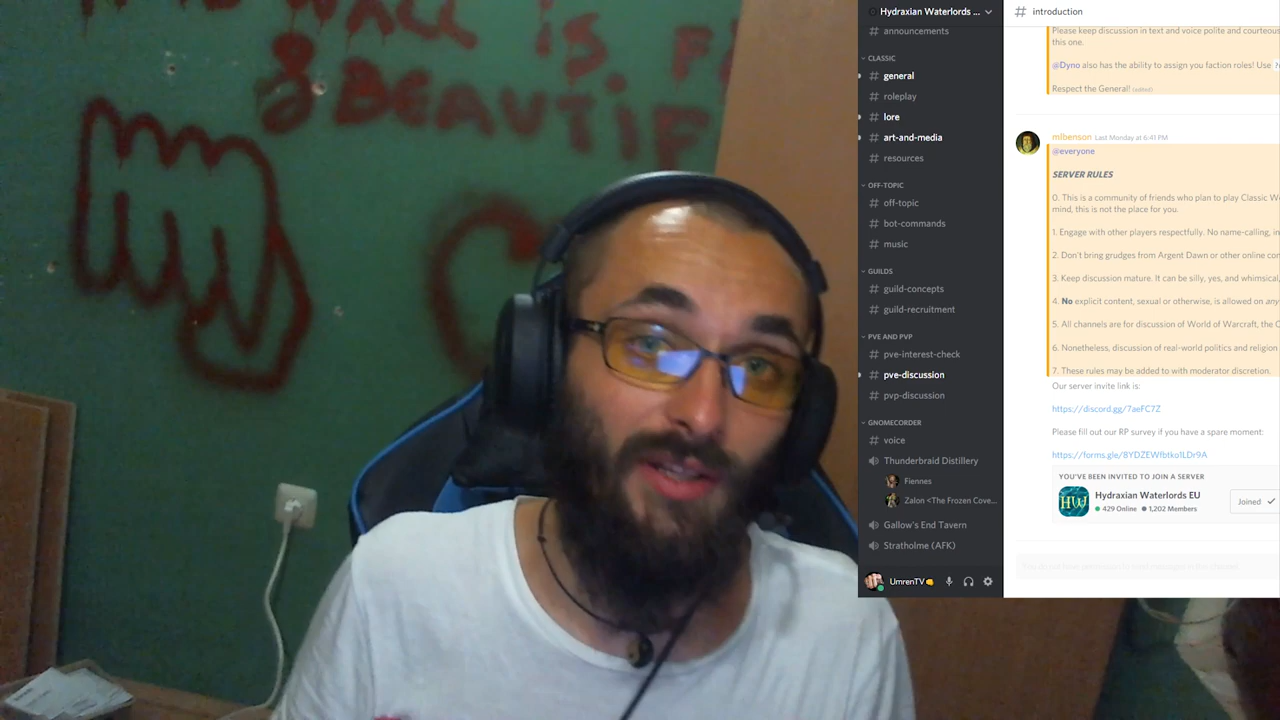 WALL IS. F
& BEAUTIF
Hydraxian Waterlords ...
announcements
CLASSIC
general
roleplay
lore
art-and-media
resources
OFF-TOPIC
off-topic
bot-commands
music
GUILDS
guild-concepts
guild-recruitment
PVE AND PVP
pve-interest-check
pve-discussion
pvp-discussion
GNOMECORDER
voice
Thunderbraid Distillery
Fiennes
Zalon <The Frozen Cove...
Gallow's End Tavern
Stratholme (AFK)
UmrenTV
# introduction
Please keep discussion in text and voice polite and courteous
this one.
@Dyno also has the ability to assign you faction roles! Use
Respect the General! (edited)
mlbenson Last Monday at 6:41 PM
@everyone
SERVER RULES
0. This is a community of friends who plan to play Classic W
mind, this is not the place for you.
1. Engage with other players respectfully. No name-calling, in
2. Don't bring grudges from Argent Dawn or other online co
3. Keep discussion mature. It can be silly, yes, and whimsical,
4. No explicit content, sexual or otherwise, is allowed on any
5. All channels are for discussion of World of Warcraft, the C
6. Nonetheless, discussion of real-world politics and religion
7. These rules may be added to with moderator discretion.
Our server invite link is:
https://discord.gg/7aeFC7Z
Please fill out our RP survey if you have a spare moment:
https://forms.gle/8YDZEWfbtko1LDr9A
YOU'VE BEEN INVITED TO JOIN A SERVER
Hydraxian Waterlords EU
429 Online 1,202 Members
Joined